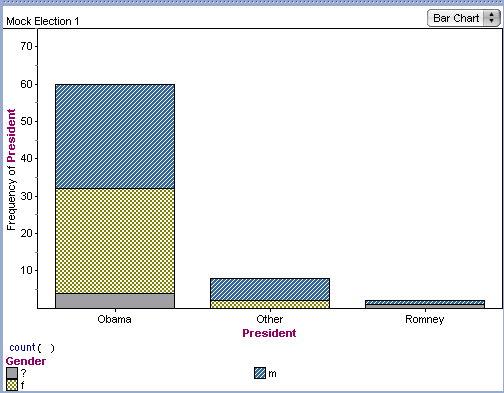 Mock Election 1
Bar Chart
Frequency of President
70
60
50
40
30
20
10
Obama
Other
Romney
President
count( )
Gender
?
m
f